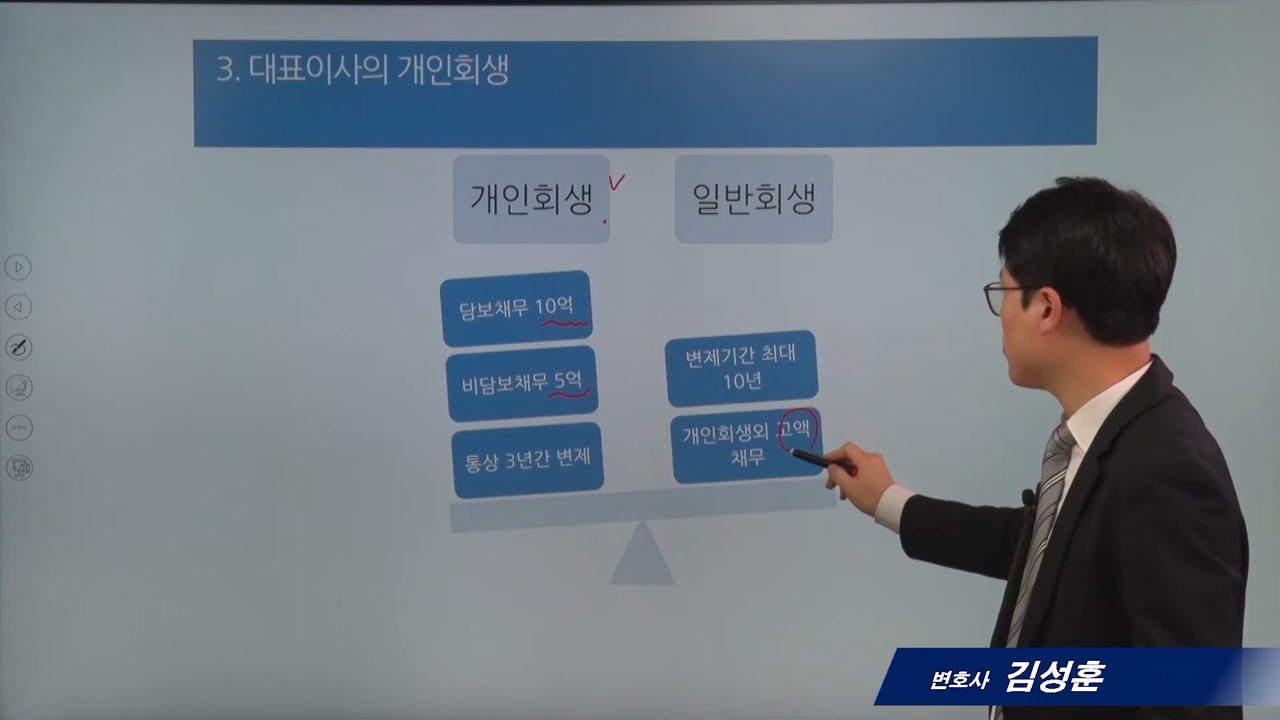 3. 대표이사의 개인회생
개인회생
일반회생
담보채무 10억
비담보채무 5억
통상 3년간 변제
변제기간 최대
10년
개인회생외 고액
채무
변호사 김성훈